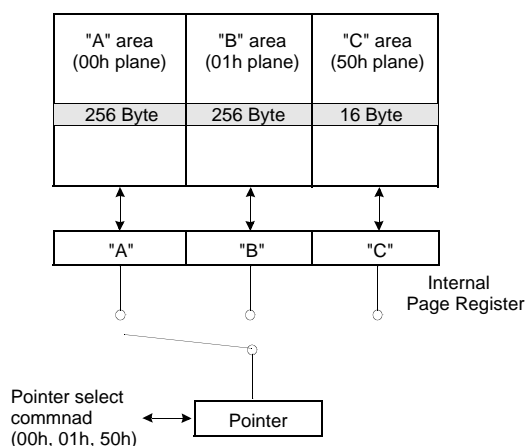 "A" area
(00h plane)
"B" area
(01h plane)
"C" area
(50h plane)
256 Byte
256 Byte
16 Byte
"A"
"B"
"C"
Internal
Page Register
Pointer select
commnad
(00h, 01h, 50h)
Pointer